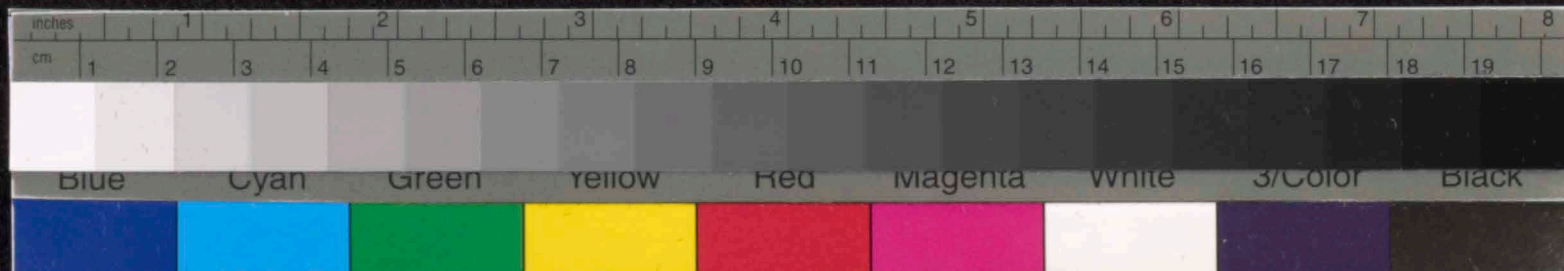 inches 1 2 3 4 5 6 7 8
cm 1 2 3 4 5 6 7 8 9 10 11 12 13 14 15 16 17 18 19
Blue Cyan Green Yellow Red Magenta White 3/Color Black